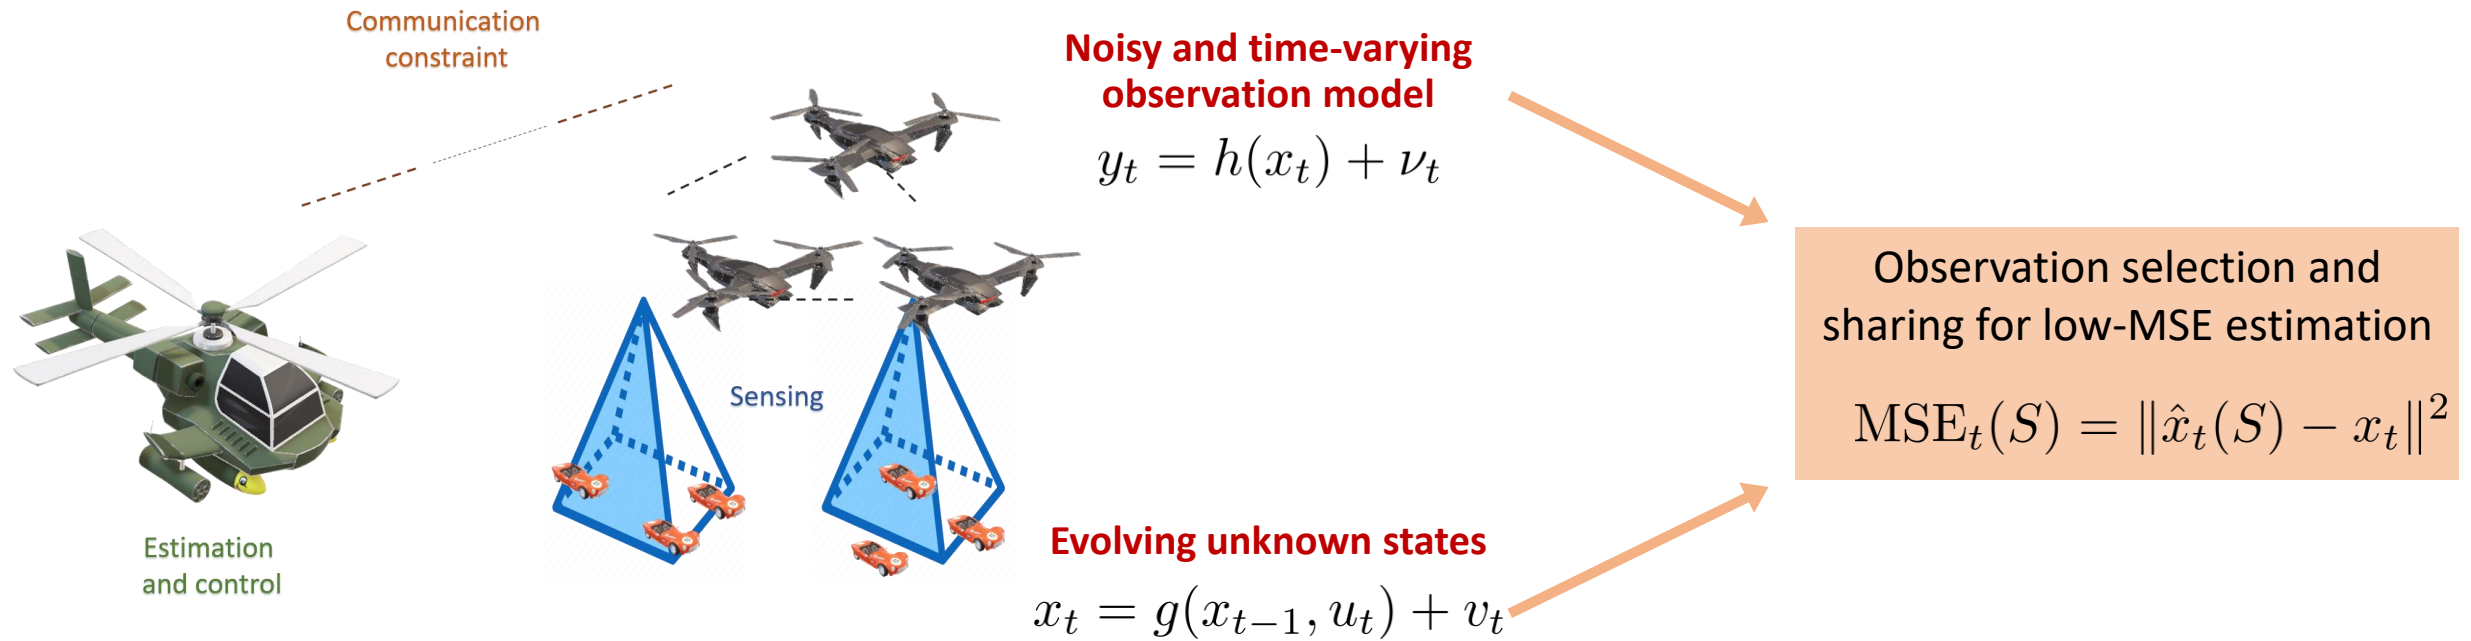 Communication
constraint
Noisy and time-varying
observation model
y_t = h(x_t) + ν_t
Sensing
Estimation
and control
Evolving unknown states
x_t = g(x_{t−1}, u_t) + v_t
Observation selection and
sharing for low-MSE estimation
MSE_t(S) = ‖x̂_t(S) − x_t‖²